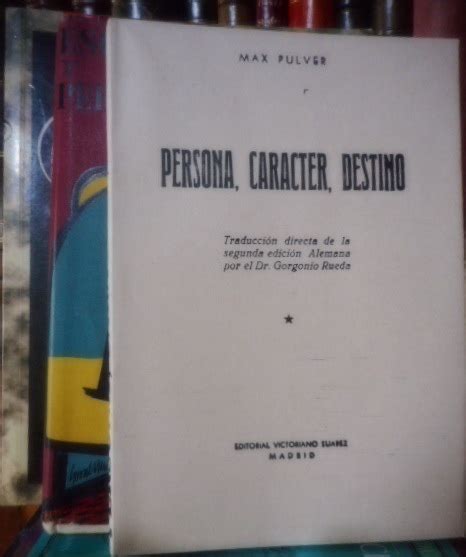 MAX PULVER
PERSONA, CARACTER, DESTINO
Traducción directa de la
segunda edición Alemana
por el Dr. Gorgonio Rueda
EDITORIAL VICTORIANO SUAREZ
MADRID